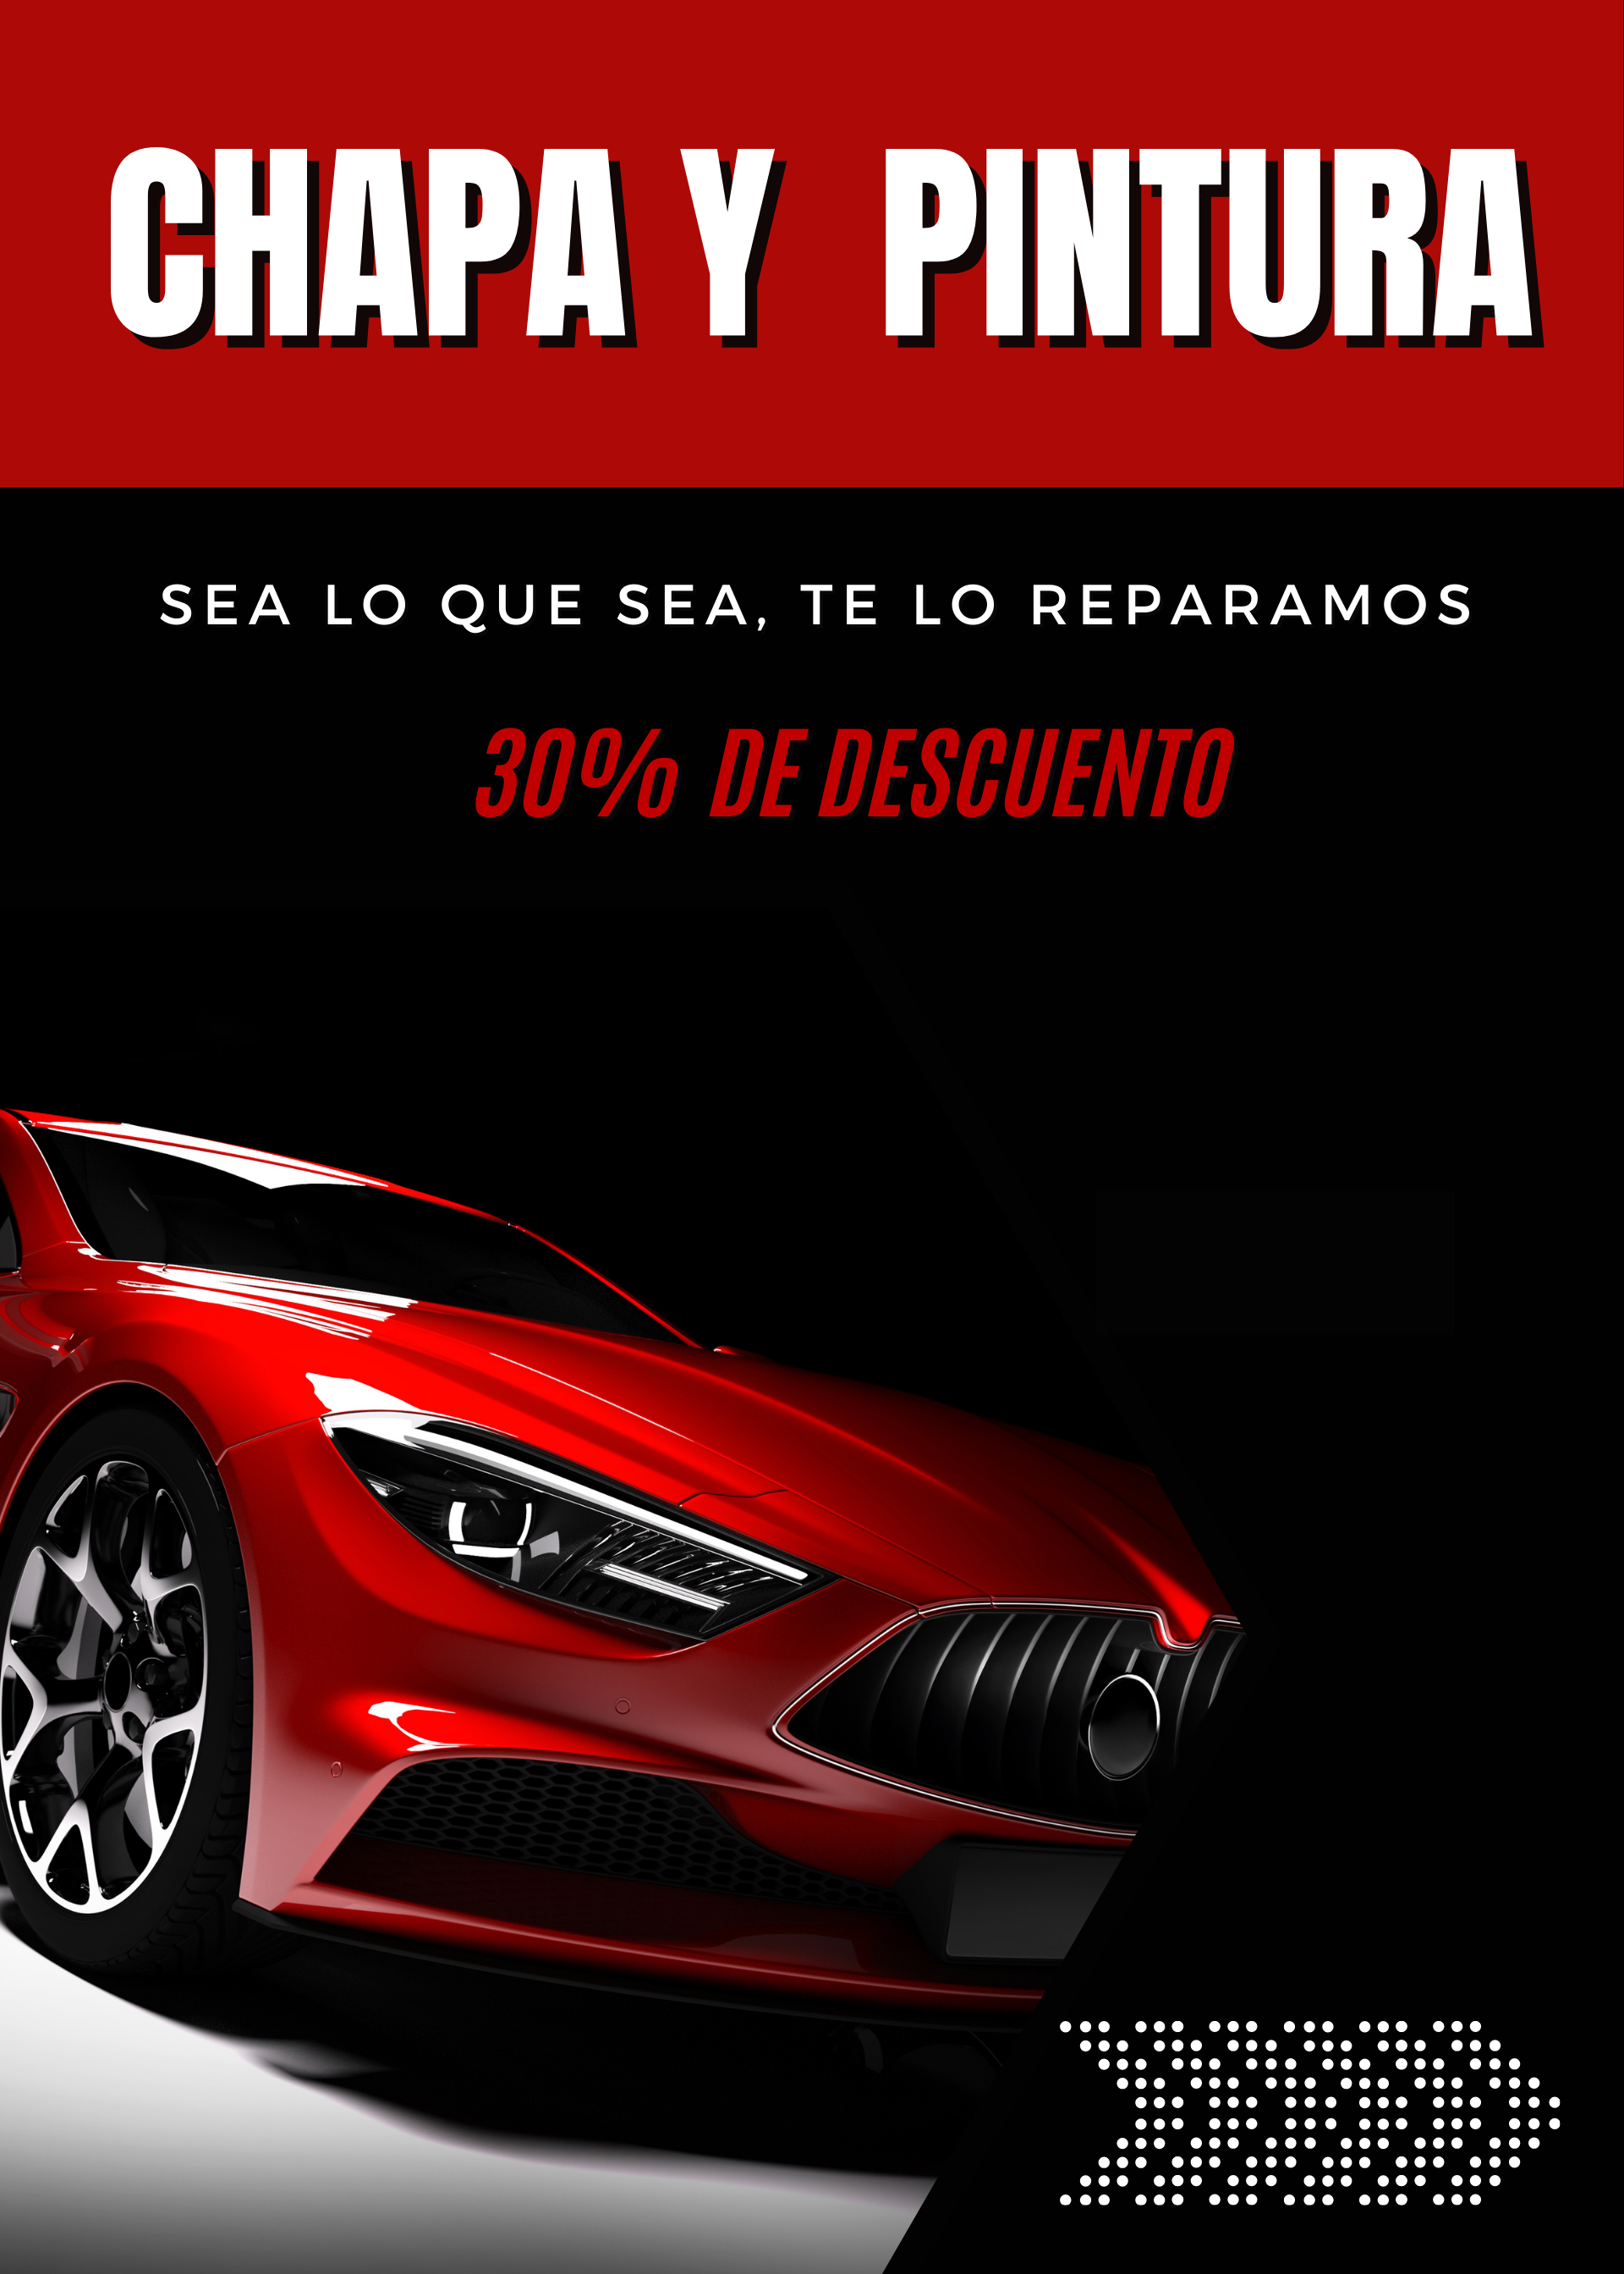 CHAPA Y PINTURA
SEA LO QUE SEA, TE LO REPARAMOS
30% DE DESCUENTO